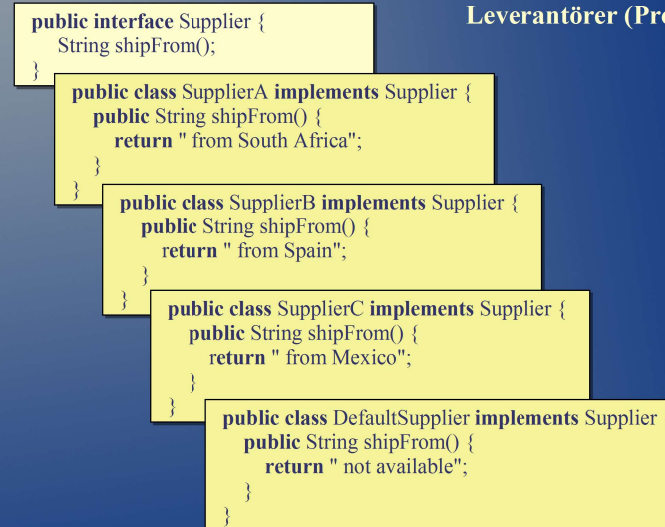 Leverantörer (Pro
public interface Supplier {
String shipFrom();
}
public class SupplierA implements Supplier {
public String shipFrom() {
return " from South Africa";
}
}
public class SupplierB implements Supplier {
public String shipFrom() {
return " from Spain";
}
}
public class SupplierC implements Supplier {
public String shipFrom() {
return " from Mexico";
}
}
public class DefaultSupplier implements Supplier
public String shipFrom() {
return " not available";
}
}